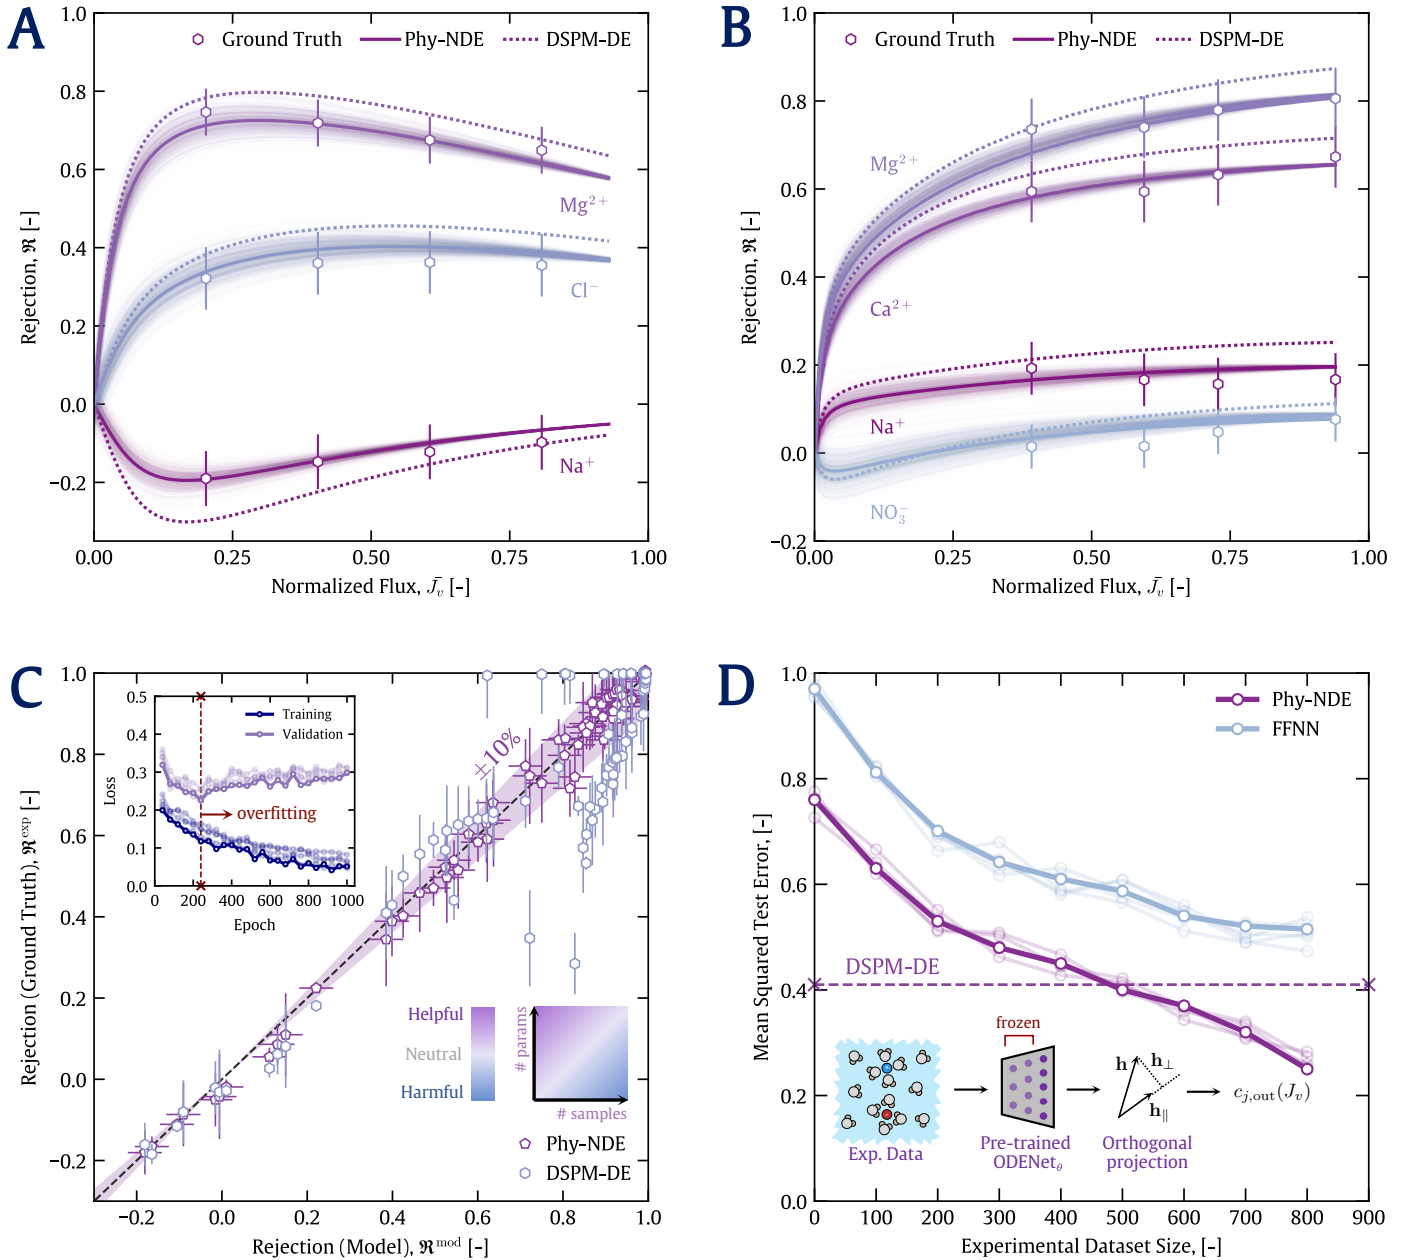 A
Ground Truth
Phy-NDE
DSPM-DE
Rejection, ℜ [-]
1.0
0.8
0.6
0.4
0.2
0.0
−0.2
Mg²⁺
Cl⁻
Na⁺
0.00
0.25
0.50
0.75
1.00
Normalized Flux, J̄ᵥ [-]
B
Ground Truth
Phy-NDE
DSPM-DE
Rejection, ℜ [-]
1.0
0.8
0.6
0.4
0.2
0.0
−0.2
Mg²⁺
Ca²⁺
Na⁺
NO₃⁻
0.00
0.25
0.50
0.75
1.00
Normalized Flux, J̄ᵥ [-]
C
Rejection (Ground Truth), ℜᵉˣᵖ [-]
1.0
0.8
0.6
0.4
0.2
0.0
−0.2
0.5
0.4
0.3
0.2
0.1
0.0
Loss
Training
Validation
overfitting
0
200
400
600
800
1000
Epoch
±10%
Helpful
Neutral
Harmful
# params
# samples
Phy-NDE
DSPM-DE
−0.2
0.0
0.2
0.4
0.6
0.8
1.0
Rejection (Model), ℜᵐᵒᵈ [-]
D
Mean Squared Test Error, [-]
1.0
0.8
0.6
0.4
0.2
0.0
Phy-NDE
FFNN
DSPM-DE
frozen
h
h⊥
h∥
c_{j,out}(Jᵥ)
Exp. Data
Pre-trained
ODENet_θ
Orthogonal
projection
0
100
200
300
400
500
600
700
800
900
Experimental Dataset Size, [-]